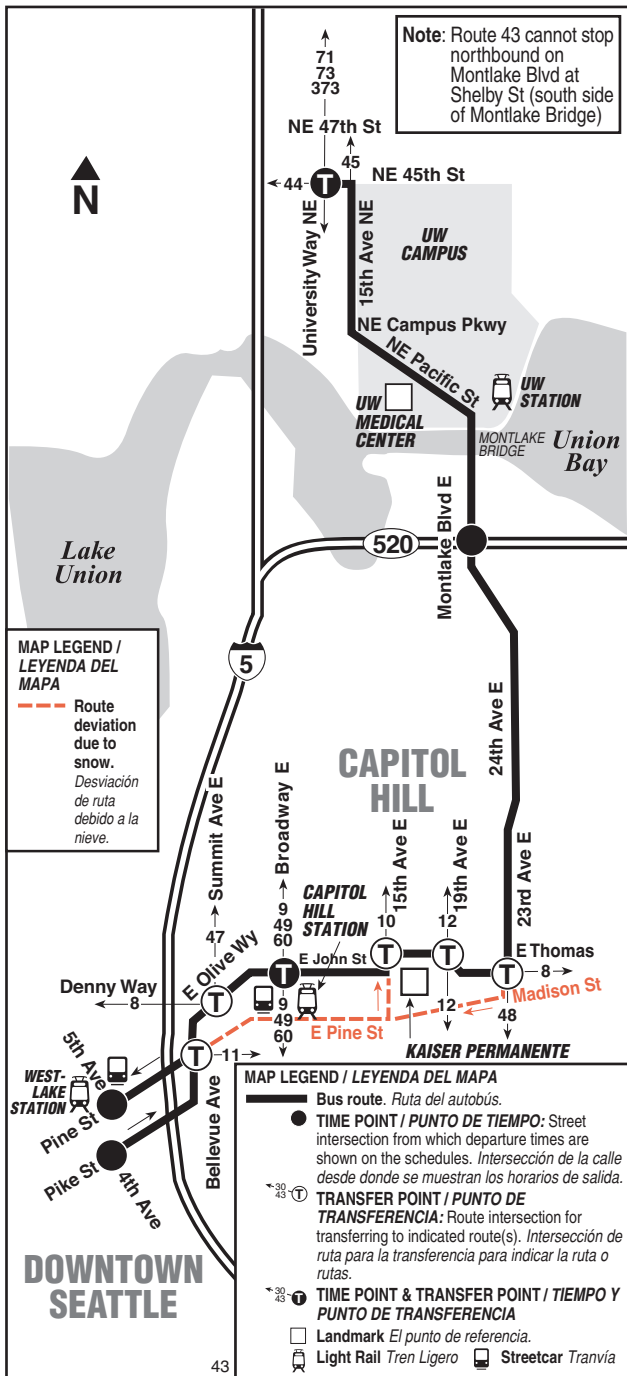 Note: Route 43 cannot stop
northbound on
Montlake Blvd at
Shelby St (south side
of Montlake Bridge)
71
73
373
NE 47th St
45
NE 45th St
44
T
N
University Way NE
15th Ave NE
UW
CAMPUS
NE Campus Pkwy
NE Pacific St
UW
STATION
UW
MEDICAL
CENTER
MONTLAKE
BRIDGE
Union
Bay
Montlake Blvd E
520
Lake
Union
5
MAP LEGEND /
LEYENDA DEL
MAPA
Route
deviation
due to
snow.
Desviación
de ruta
debido a la
nieve.
24th Ave E
CAPITOL
HILL
Summit Ave E
Broadway E
15th Ave E
19th Ave E
23rd Ave E
47
9
49
60
CAPITOL
HILL
STATION
10
12
E Olive Wy
E John St
T
T
T
T
T
E Thomas
8
Denny Way
8
9
49
60
12
48
Madison St
E Pine St
KAISER PERMANENTE
T
11
5th Ave
WEST-
LAKE
STATION
Pine St
Pike St
4th Ave
Bellevue Ave
DOWNTOWN
SEATTLE
43
MAP LEGEND / LEYENDA DEL MAPA
Bus route. Ruta del autobús.
TIME POINT / PUNTO DE TIEMPO: Street
intersection from which departure times are
shown on the schedules. Intersección de la calle
desde donde se muestran los horarios de salida.
30
43 T TRANSFER POINT / PUNTO DE
TRANSFERENCIA: Route intersection for
transferring to indicated route(s). Intersección de
ruta para la transferencia para indicar la ruta o
rutas.
30
43 T TIME POINT & TRANSFER POINT / TIEMPO Y
PUNTO DE TRANSFERENCIA
Landmark El punto de referencia.
Light Rail Tren Ligero Streetcar Tranvía